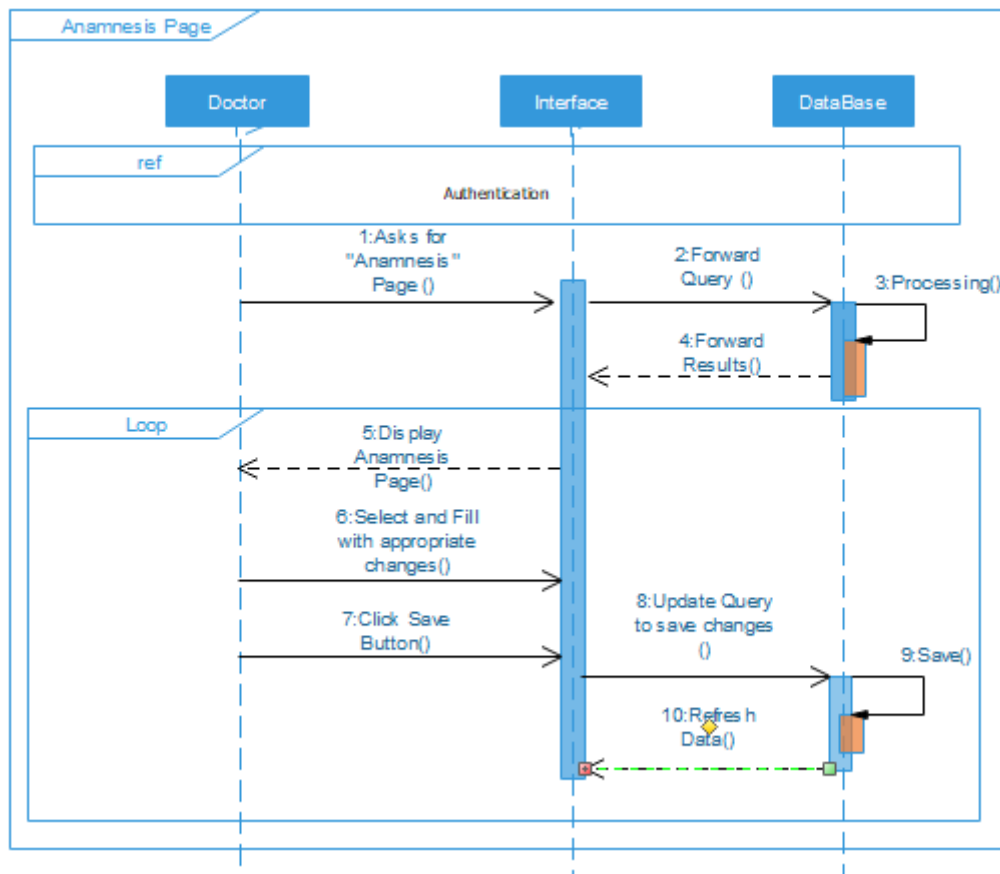 Anamnesis Page
Doctor
Interface
DataBase
ref
Authentication
1:Asks for
"Anamnesis"
Page ()
2:Forward
Query ()
3:Processing()
4:Forward
Results()
Loop
5:Display
Anamnesis
Page()
6:Select and Fill
with appropriate
changes()
7:Click Save
Button()
8:Update Query
to save changes
()
9:Save()
10:Refresh
Data()